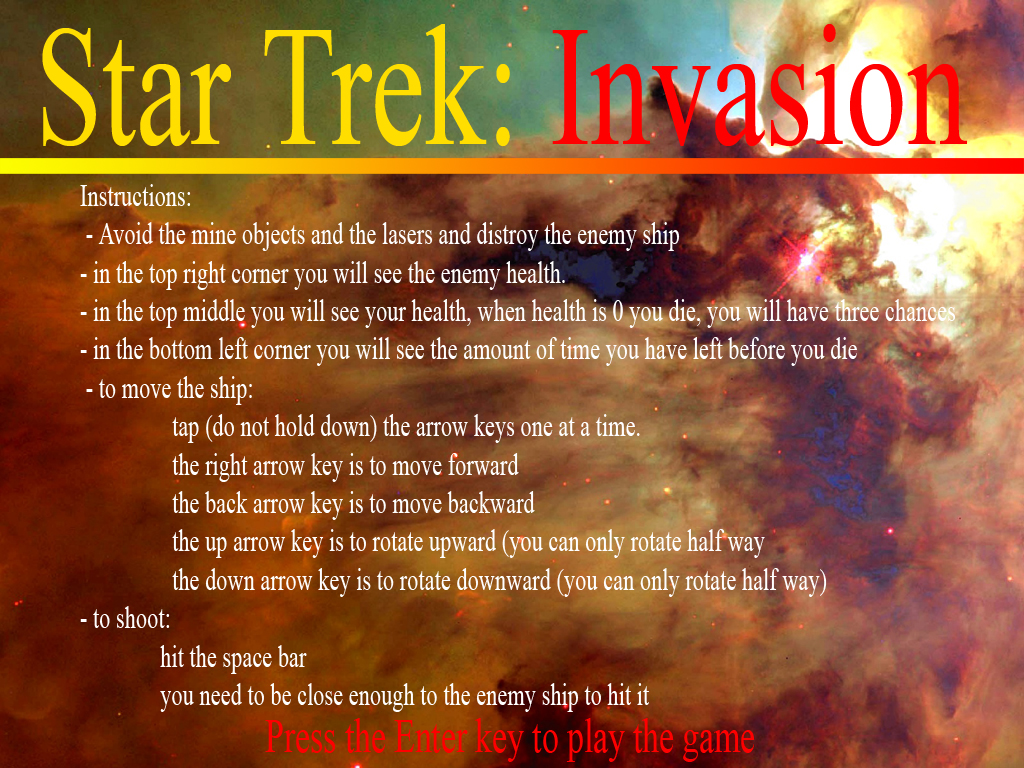 Star Trek: Invasion
Instructions:
- Avoid the mine objects and the lasers and distroy the enemy ship
- in the top right corner you will see the enemy health.
- in the top middle you will see your health, when health is 0 you die, you will have three chances
- in the bottom left corner you will see the amount of time you have left before you die
- to move the ship:
tap (do not hold down) the arrow keys one at a time.
the right arrow key is to move forward
the back arrow key is to move backward
the up arrow key is to rotate upward (you can only rotate half way
the down arrow key is to rotate downward (you can only rotate half way)
- to shoot:
hit the space bar
you need to be close enough to the enemy ship to hit it
Press the Enter key to play the game